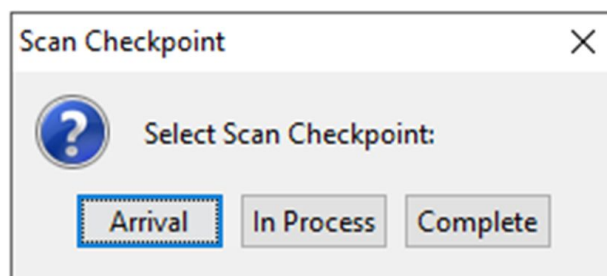 Scan Checkpoint
Select Scan Checkpoint:
Arrival In Process Complete